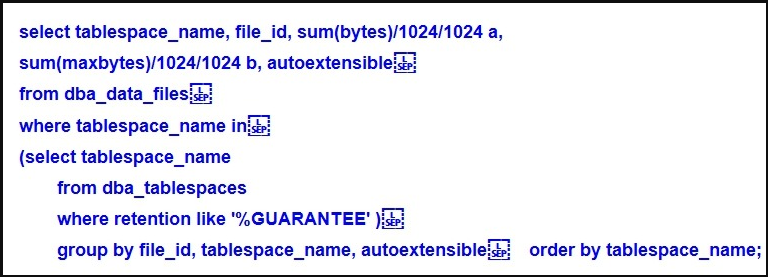 select tablespace_name, file_id, sum(bytes)/1024/1024 a,
sum(maxbytes)/1024/1024 b, autoextensible
from dba_data_files
where tablespace_name in
(select tablespace_name
from dba_tablespaces
where retention like '%GUARANTEE' )
group by file_id, tablespace_name, autoextensible order by tablespace_name;